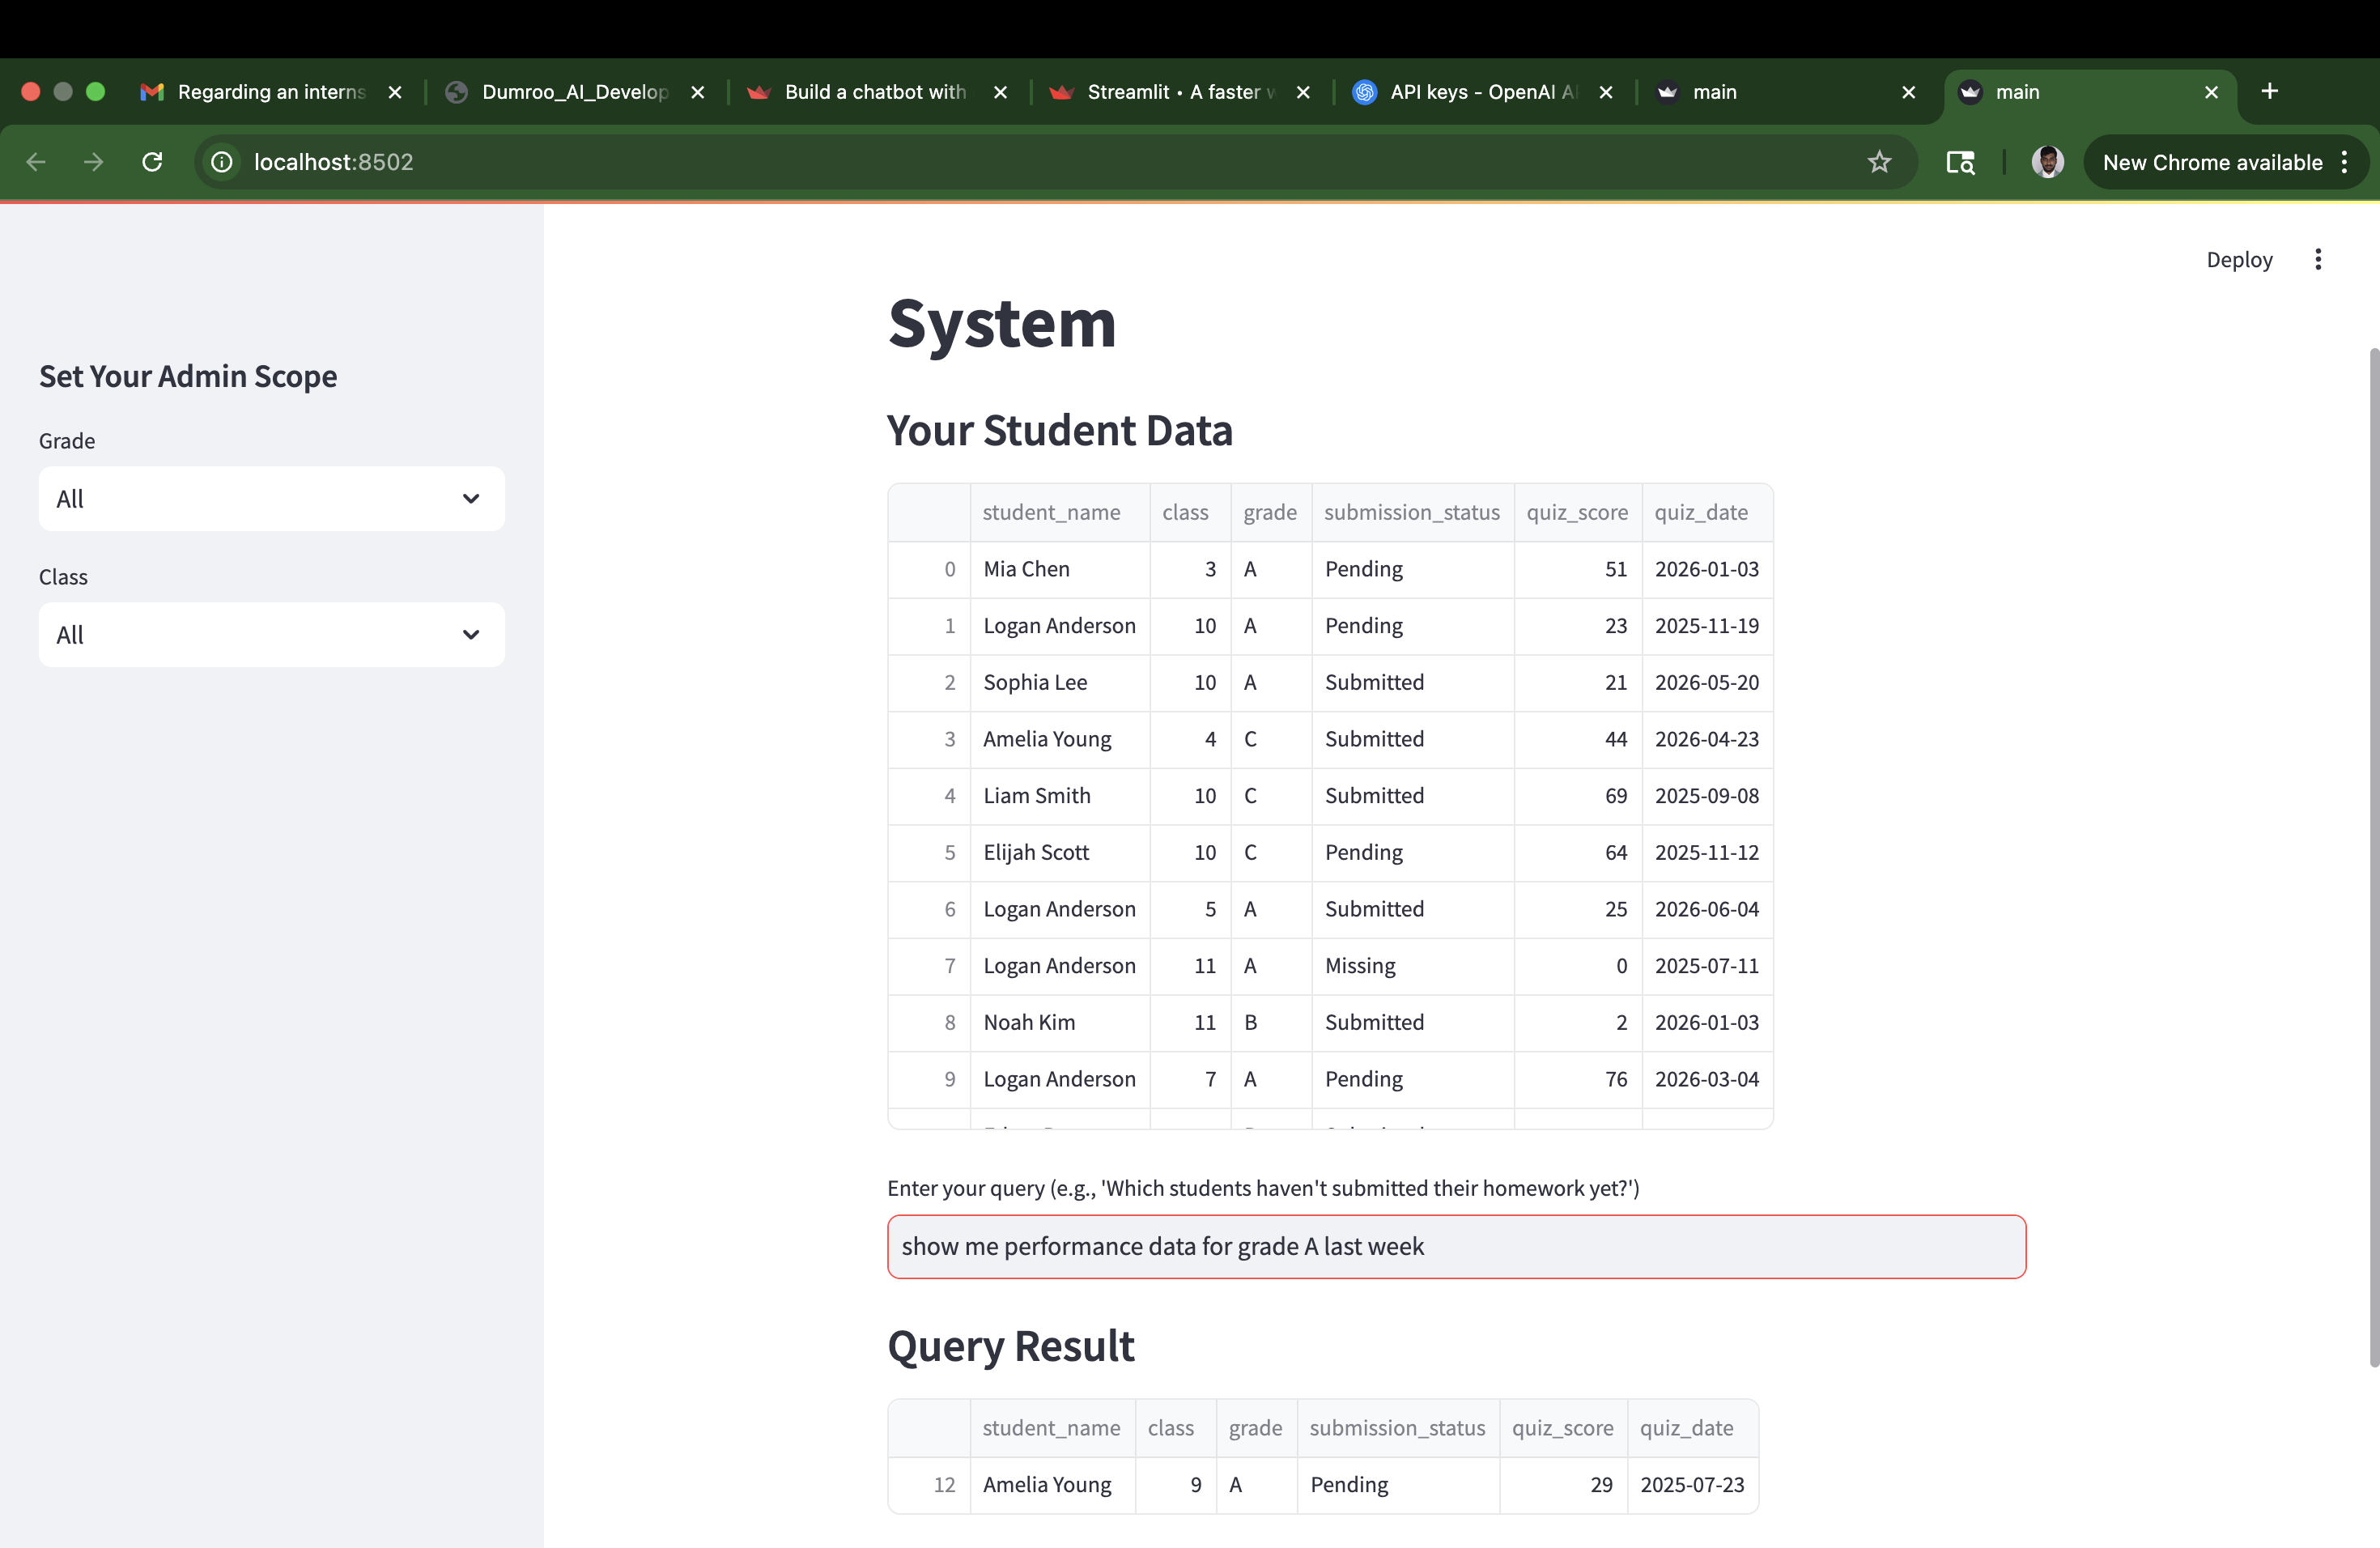 Regarding an interns
Dumroo_AI_Develop
Build a chatbot with
Streamlit • A faster w
API keys - OpenAI A
main
main
localhost:8502
New Chrome available
Deploy
Set Your Admin Scope
Grade
All
Class
All
System
Your Student Data
student_name class grade submission_status quiz_score quiz_date
0 Mia Chen 3 A Pending 51 2026-01-03
1 Logan Anderson 10 A Pending 23 2025-11-19
2 Sophia Lee 10 A Submitted 21 2026-05-20
3 Amelia Young 4 C Submitted 44 2026-04-23
4 Liam Smith 10 C Submitted 69 2025-09-08
5 Elijah Scott 10 C Pending 64 2025-11-12
6 Logan Anderson 5 A Submitted 25 2026-06-04
7 Logan Anderson 11 A Missing 0 2025-07-11
8 Noah Kim 11 B Submitted 2 2026-01-03
9 Logan Anderson 7 A Pending 76 2026-03-04
Enter your query (e.g., 'Which students haven't submitted their homework yet?')
show me performance data for grade A last week
Query Result
student_name class grade submission_status quiz_score quiz_date
12 Amelia Young 9 A Pending 29 2025-07-23